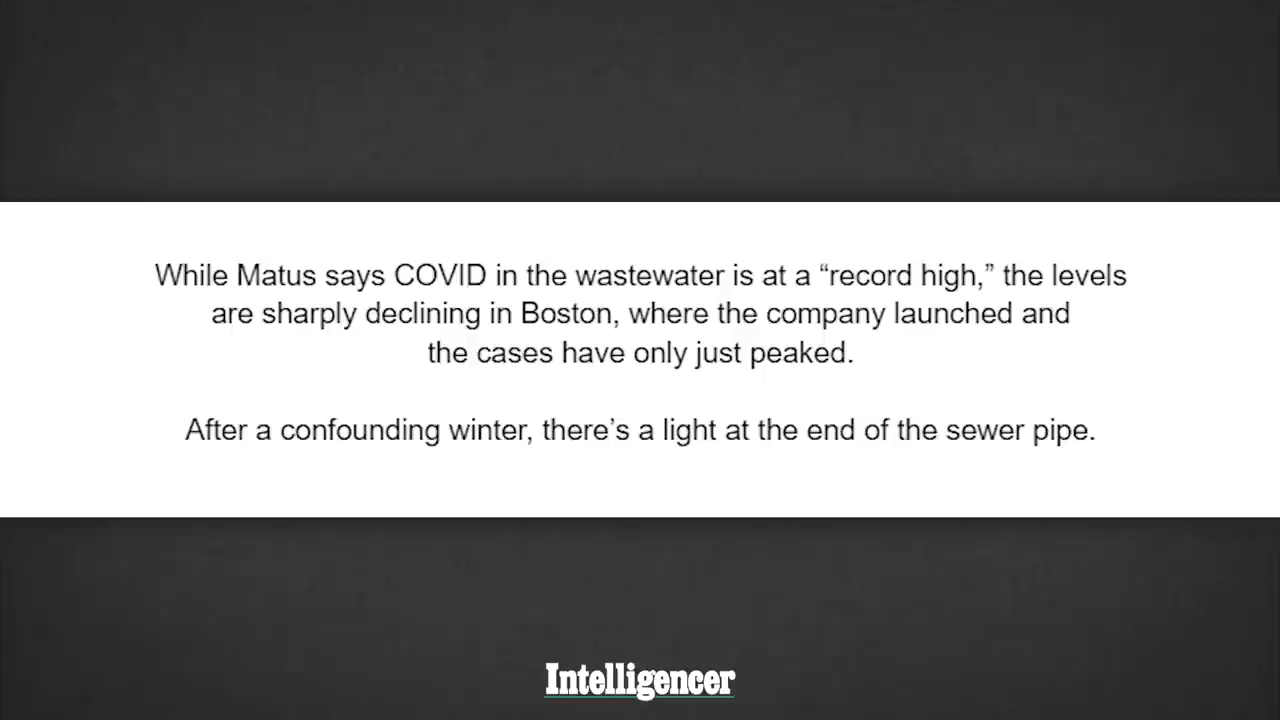 While Matus says COVID in the wastewater is at a “record high,” the levels
are sharply declining in Boston, where the company launched and
the cases have only just peaked.
After a confounding winter, there’s a light at the end of the sewer pipe.
Intelligencer